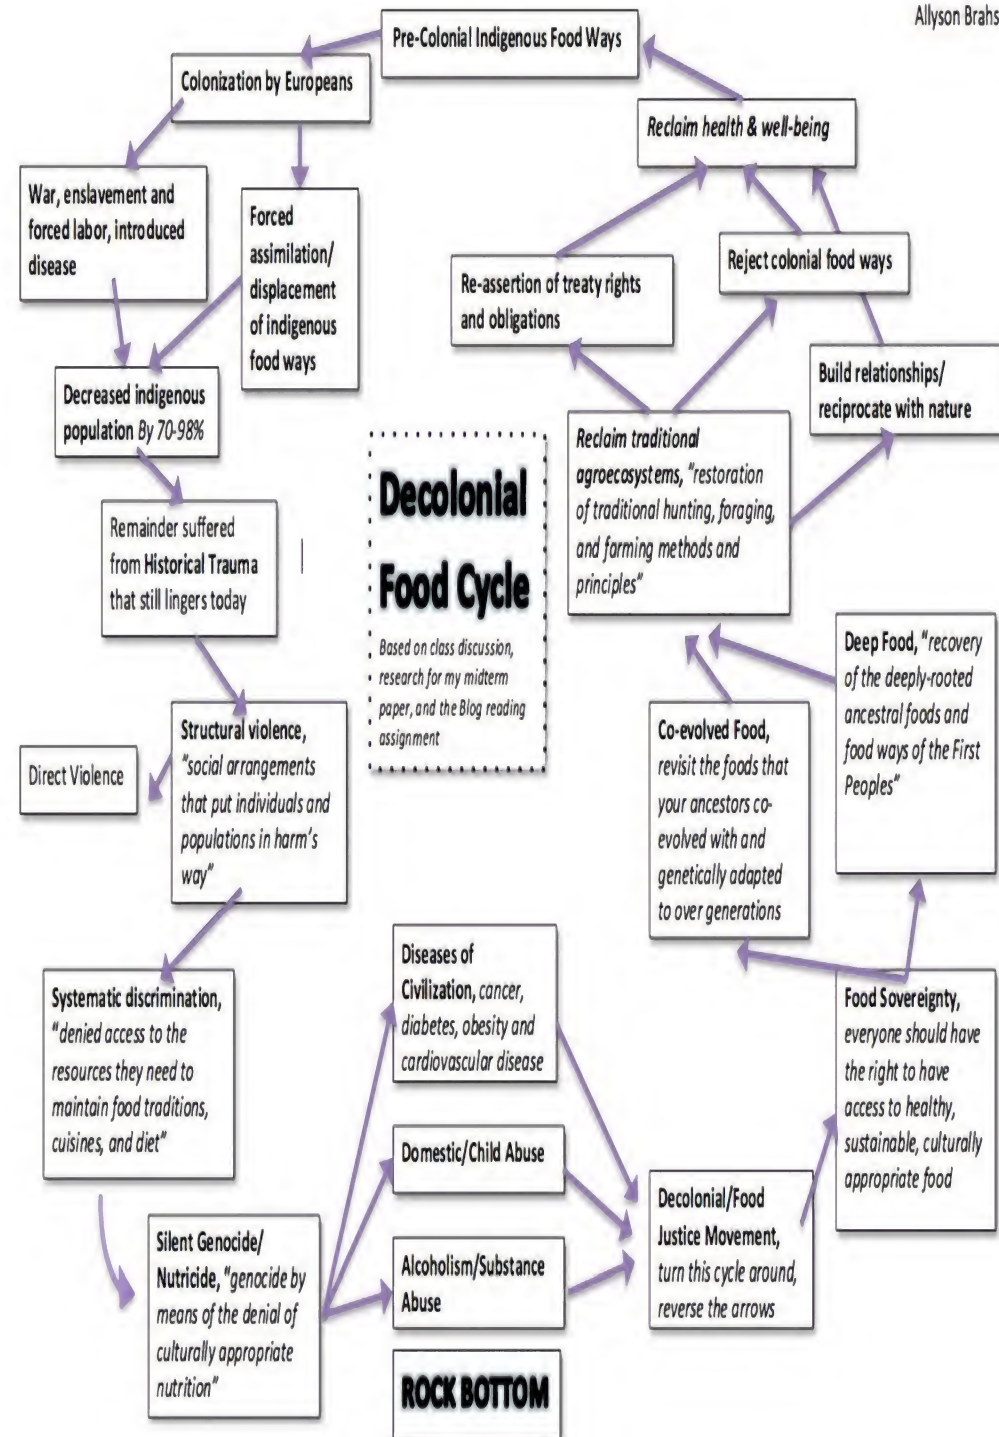 Allyson Brahs
Pre-Colonial Indigenous Food Ways
Colonization by Europeans
Reclaim health & well-being
War, enslavement and
forced labor, introduced
disease
Forced
assimilation/
displacement
of indigenous
food ways
Re-assertion of treaty rights
and obligations
Reject colonial food ways
Build relationships/
reciprocate with nature
Decreased indigenous
population By 70-98%
Reclaim traditional
agroecosystems, "restoration
of traditional hunting, foraging,
and farming methods and
principles"
Decolonial
Food Cycle
Based on class discussion,
research for my midterm
paper, and the Blog reading
assignment
Remainder suffered
from Historical Trauma
that still lingers today
Deep Food, "recovery
of the deeply-rooted
ancestral foods and
food ways of the First
Peoples"
Structural violence,
"social arrangements
that put individuals and
populations in harm's
way"
Direct Violence
Co-evolved Food,
revisit the foods that
your ancestors co-
evolved with and
genetically adapted
to over generations
Systematic discrimination,
"denied access to the
resources they need to
maintain food traditions,
cuisines, and diet"
Diseases of
Civilization, cancer,
diabetes, obesity and
cardiovascular disease
Food Sovereignty,
everyone should have
the right to have
access to healthy,
sustainable, culturally
appropriate food
Domestic/Child Abuse
Decolonial/Food
Justice Movement,
turn this cycle around,
reverse the arrows
Silent Genocide/
Nutricide, "genocide by
means of the denial of
culturally appropriate
nutrition"
Alcoholism/Substance
Abuse
ROCK BOTTOM